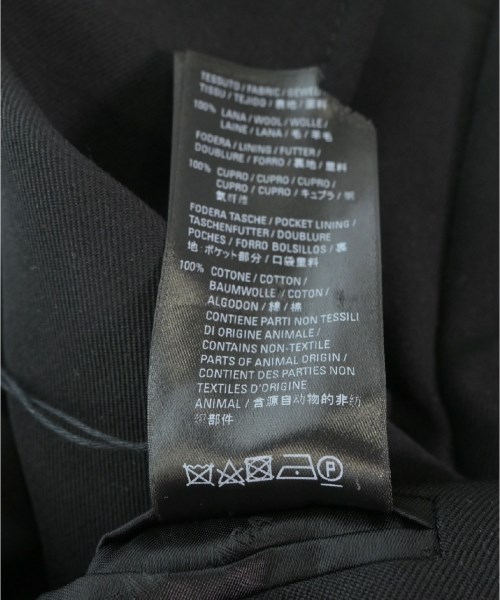 TESSUTO / FABRIC / GEWEBE
TISSU / TEJIDO / 表地 / 面料
100% LANA / WOOL / WOLLE /
LAINE / LANA / 毛 / 羊毛
FODERA / LINING / FUTTER /
DOUBLURE / FORRO / 裏地 / 里料
100% CUPRO / CUPRO / CUPRO /
CUPRO / CUPRO / キュプラ / 铜
氨纤维
FODERA TASCHE / POCKET LINING /
TASCHENFUTTER / DOUBLURE
POCHES / FORRO BOLSILLOS / 裏
地・ポケット部分 / 口袋里料
100% COTONE / COTTON /
BAUMWOLLE / COTON /
ALGODON / 綿 / 棉
CONTIENE PARTI NON TESSILI
DI ORIGINE ANIMALE /
CONTAINS NON-TEXTILE
PARTS OF ANIMAL ORIGIN /
CONTIENT DES PARTIES NON
TEXTILES D'ORIGINE
ANIMAL / 含源自动物的非纺
织部件
P